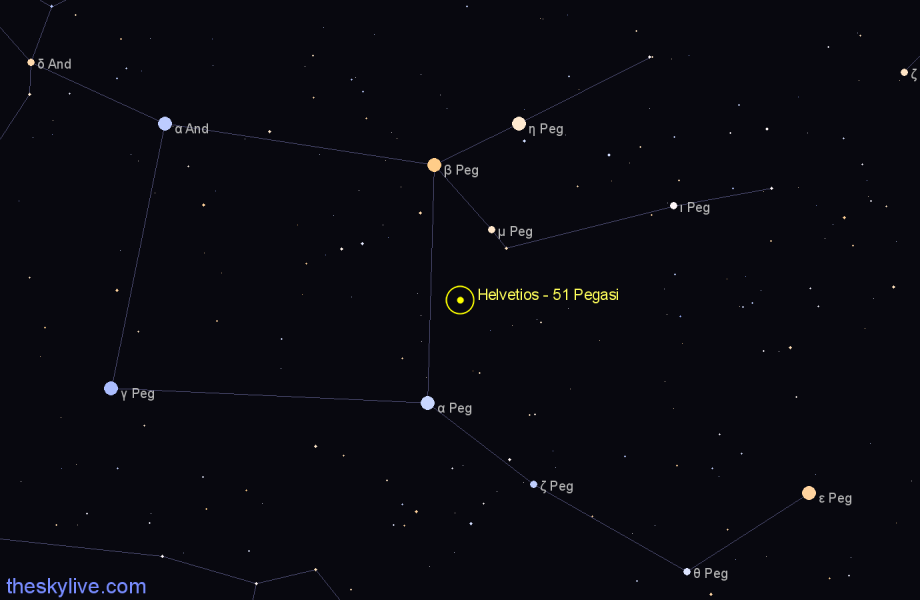 δ And
ζ
α And
η Peg
β Peg
ι Peg
μ Peg
Helvetios - 51 Pegasi
γ Peg
α Peg
ζ Peg
ε Peg
θ Peg
theskylive.com